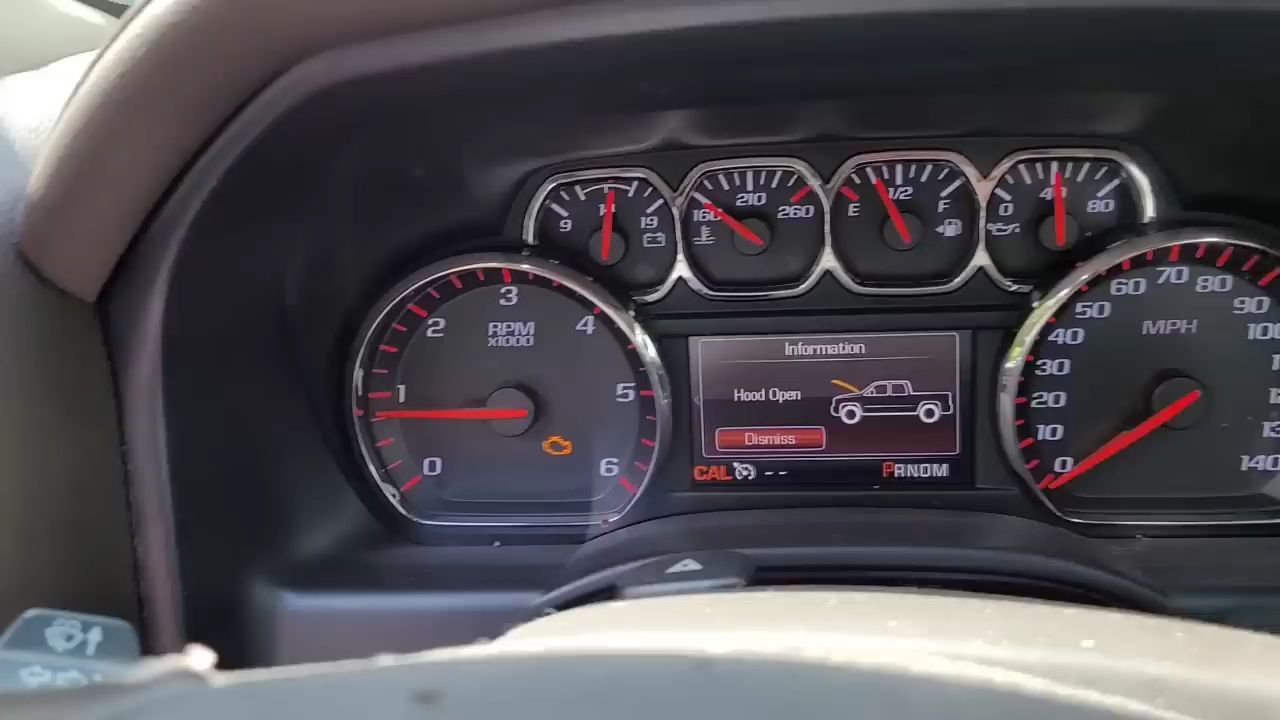 9 14 19
160 210 260
E 1/2 F
0 40 80
0 1 2 3 4 5 6
RPM
x1000
Information
Hood Open
Dismiss
CAL -- PRNDM
0 10 20 30 40 50 60 70 80 90 140
MPH